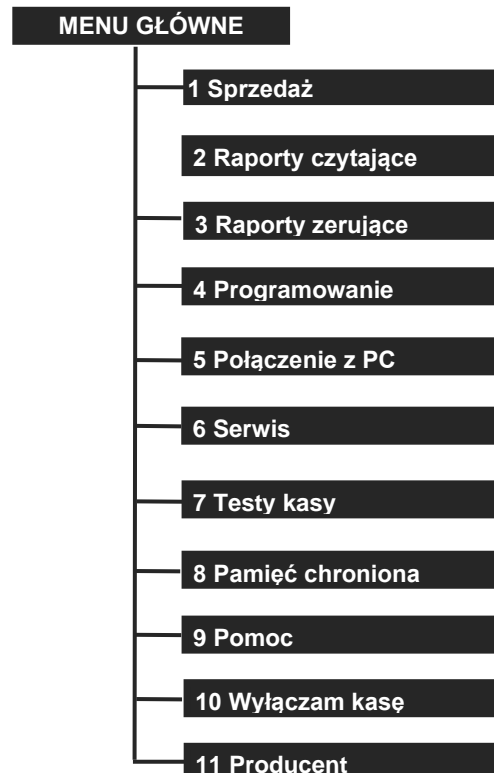 MENU GŁÓWNE
1 Sprzedaż
2 Raporty czytające
3 Raporty zerujące
4 Programowanie
5 Połączenie z PC
6 Serwis
7 Testy kasy
8 Pamięć chroniona
9 Pomoc
10 Wyłączam kasę
11 Producent